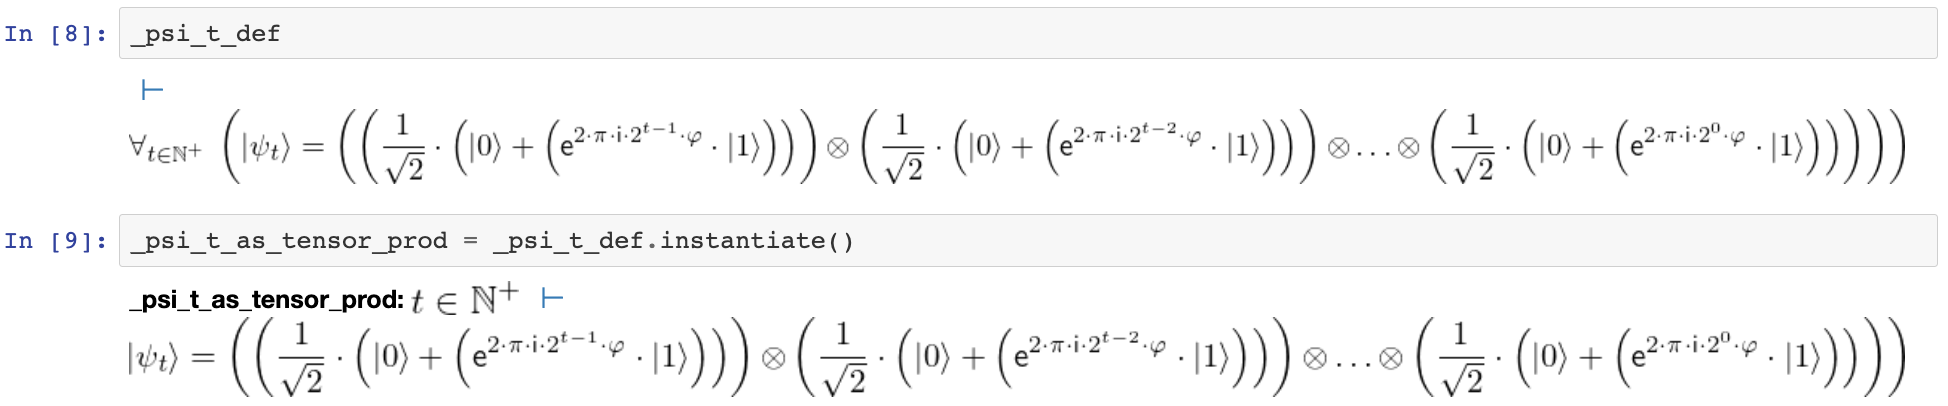 In [8]: _psi_t_def
⊢
∀_{t∈ℕ⁺} (|ψ_t⟩ = (((1/√2) · (|0⟩ + (e^{2·π·i·2^{t−1}·φ} · |1⟩))) ⊗ ((1/√2) · (|0⟩ + (e^{2·π·i·2^{t−2}·φ} · |1⟩))) ⊗ … ⊗ ((1/√2) · (|0⟩ + (e^{2·π·i·2^0·φ} · |1⟩)))))
In [9]: _psi_t_as_tensor_prod = _psi_t_def.instantiate()
_psi_t_as_tensor_prod: t ∈ ℕ⁺ ⊢
|ψ_t⟩ = (((1/√2) · (|0⟩ + (e^{2·π·i·2^{t−1}·φ} · |1⟩))) ⊗ ((1/√2) · (|0⟩ + (e^{2·π·i·2^{t−2}·φ} · |1⟩))) ⊗ … ⊗ ((1/√2) · (|0⟩ + (e^{2·π·i·2^0·φ} · |1⟩))))